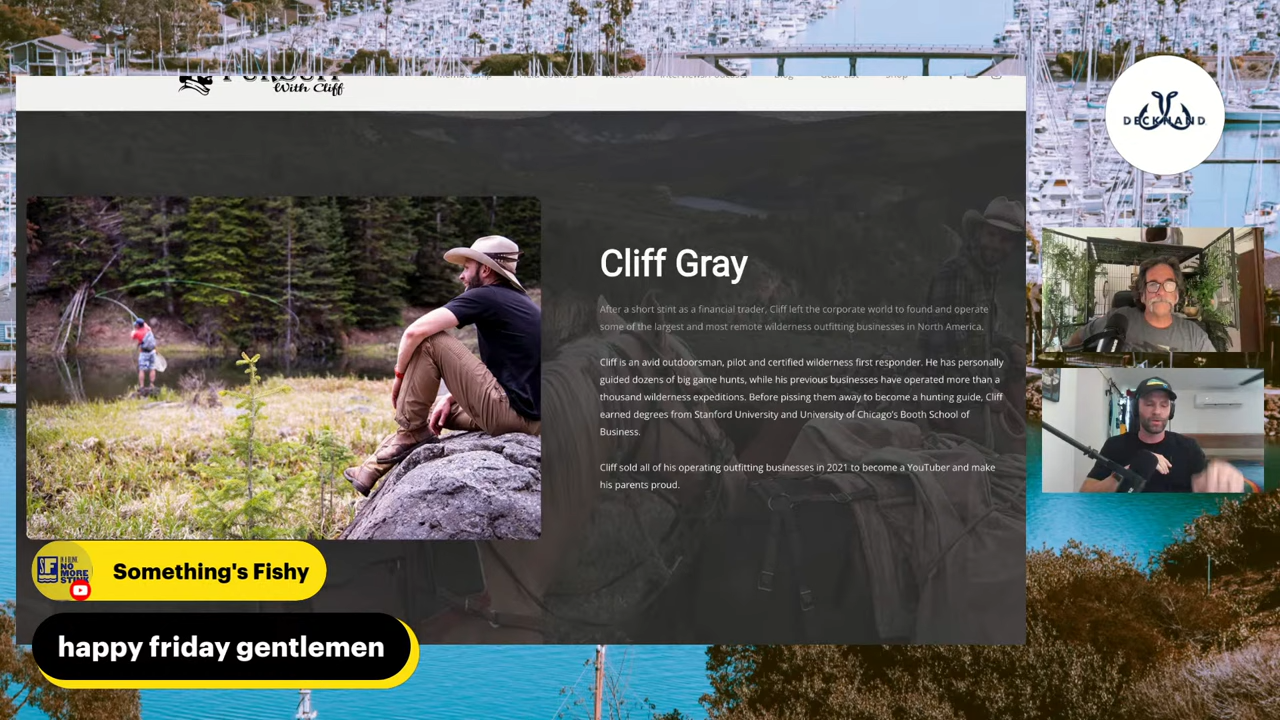 PURSUIT
With Cliff
DECKHAND
Cliff Gray
After a short stint as a financial trader, Cliff left the corporate world to found and operate
some of the largest and most remote wilderness outfitting businesses in North America.
Cliff is an avid outdoorsman, pilot and certified wilderness first responder. He has personally
guided dozens of big game hunts, while his previous businesses have operated more than a
thousand wilderness expeditions. Before pissing them away to become a hunting guide, Cliff
earned degrees from Stanford University and University of Chicago's Booth School of
Business.
Cliff sold all of his operating outfitting businesses in 2021 to become a YouTuber and make
his parents proud.
SF
NO
MORE
STINK
Something's Fishy
happy friday gentlemen